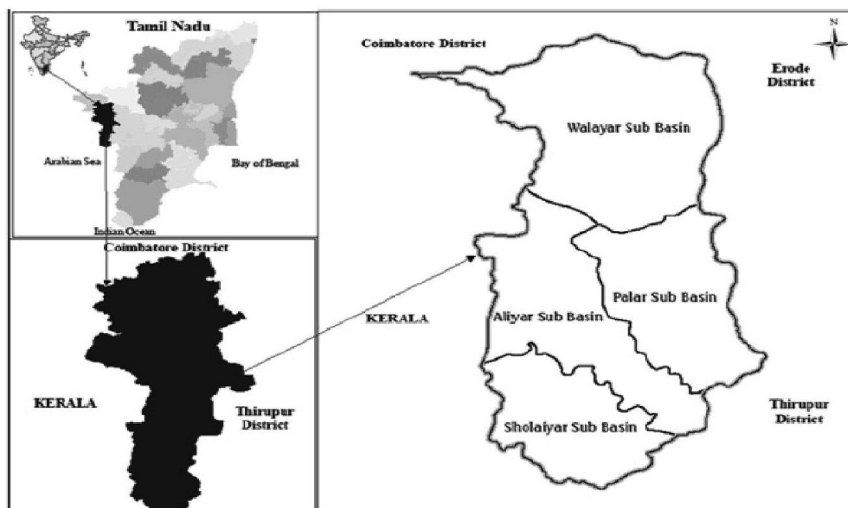 Tamil Nadu
Arabian Sea
Bay of Bengal
Indian Ocean
Coimbatore District
KERALA
Thirupur
District
Coimbatore District
N
Erode
District
Walayar Sub Basin
Palar Sub Basin
Aliyar Sub Basin
KERALA
Sholaiyar Sub Basin
Thirupur
District